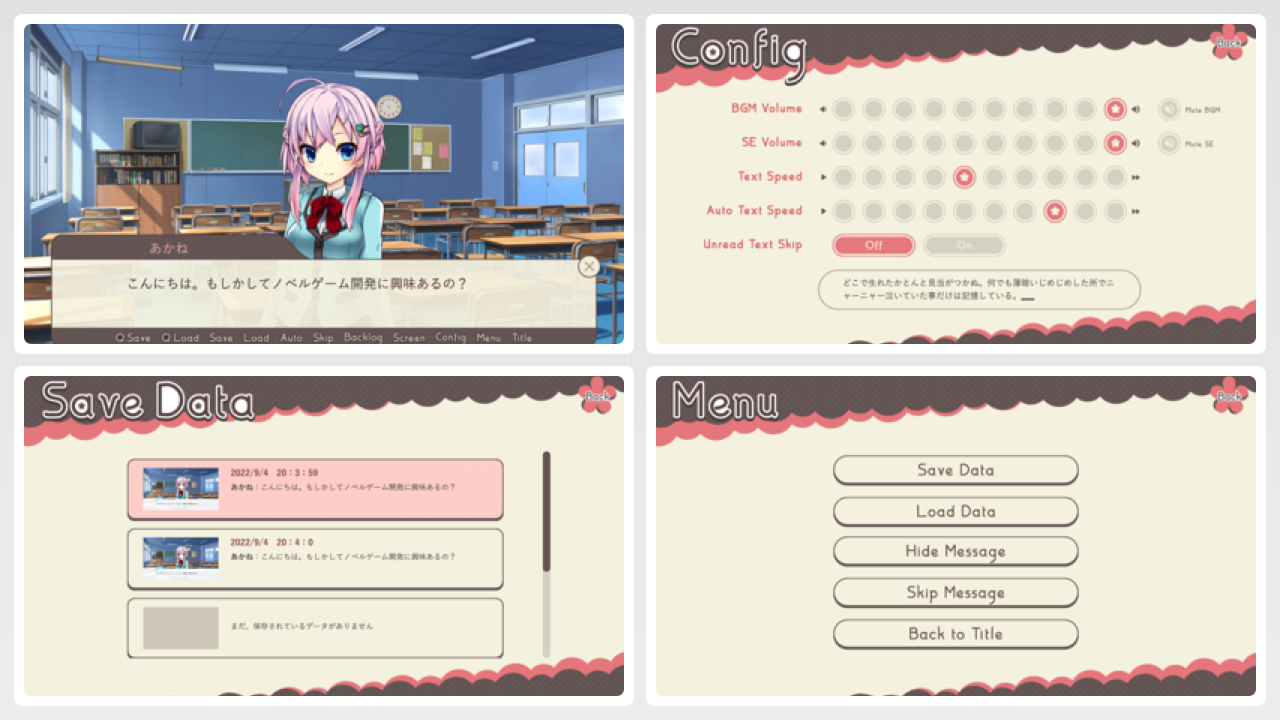 あかね
こんにちは。もしかしてノベルゲーム開発に興味あるの？
Q.Save Q.Load Save Load Auto Skip Backlog Screen Config Menu Title
Config
Back
BGM Volume
Mute BGM
SE Volume
Mute SE
Text Speed
Auto Text Speed
Unread Text Skip
Off
On
どこで生れたかとんと見当がつかぬ。何でも薄暗いじめじめした所でニ
ャーニャー泣いていた事だけは記憶している。
Save Data
Back
2022/9/4 20：3：59
あかね：こんにちは。もしかしてノベルゲーム開発に興味あるの？
2022/9/4 20：4：0
あかね：こんにちは。もしかしてノベルゲーム開発に興味あるの？
まだ、保存されているデータがありません
Menu
Back
Save Data
Load Data
Hide Message
Skip Message
Back to Title